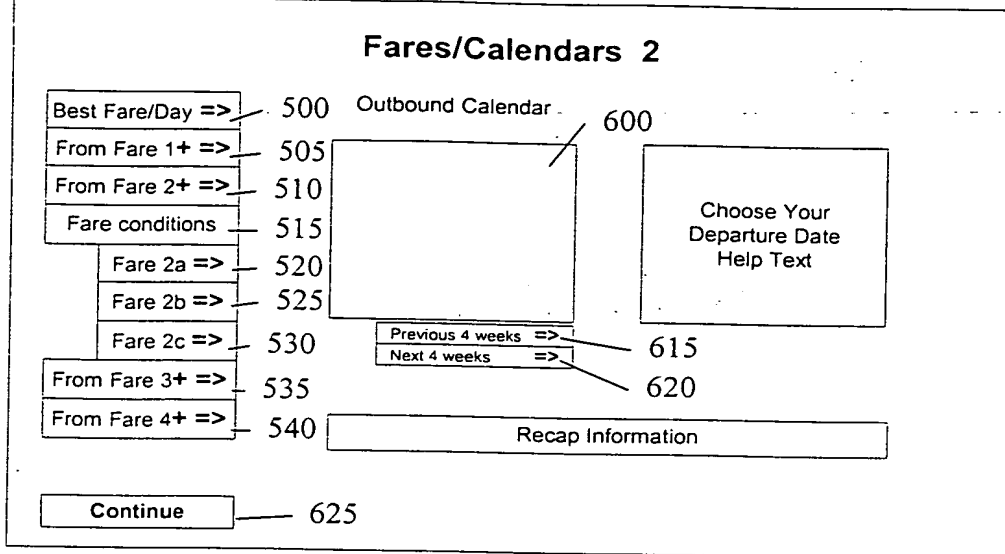 Fares/Calendars 2
Best Fare/Day => 500
Outbound Calendar
600
From Fare 1+ => 505
From Fare 2+ => 510
Fare conditions 515
Fare 2a => 520
Fare 2b => 525
Fare 2c => 530
From Fare 3+ => 535
From Fare 4+ => 540
Choose Your
Departure Date
Help Text
Previous 4 weeks => 615
Next 4 weeks => 620
Recap Information
Continue 625